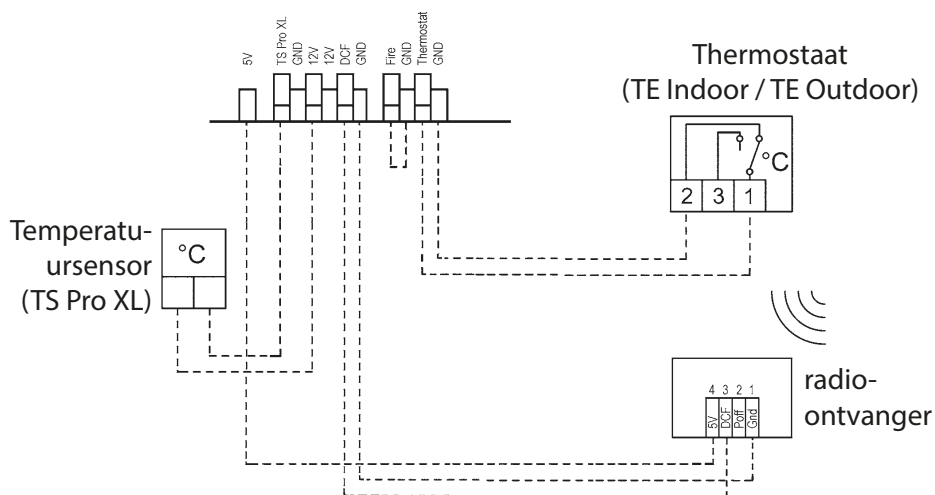 5V
TS Pro XL
GND
12V
12V
DCF
GND
Fire
GND
Thermostat
GND
Thermostaat
(TE Indoor / TE Outdoor)
°C
2 3 1
Temperatu-
ursensor
(TS Pro XL)
°C
radio-
ontvanger
4 3 2 1
5V
DCF
Poff
Gnd